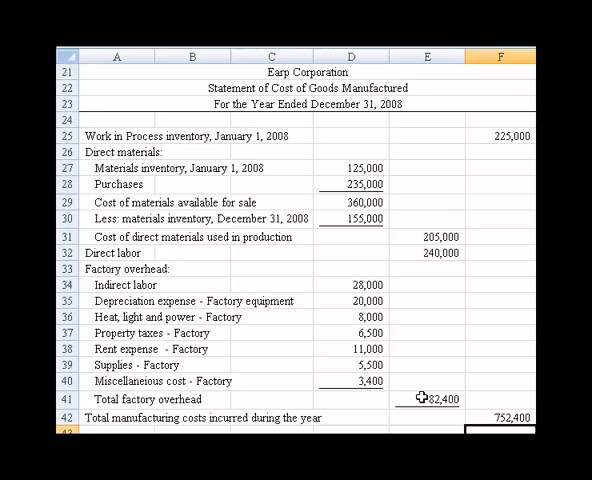 A B C D E F
21 Earp Corporation
22 Statement of Cost of Goods Manufactured
23 For the Year Ended December 31, 2008
24
25 Work in Process inventory, January 1, 2008 225,000
26 Direct materials:
27 Materials inventory, January 1, 2008 125,000
28 Purchases 235,000
29 Cost of materials available for sale 360,000
30 Less: materials inventory, December 31, 2008 155,000
31 Cost of direct materials used in production 205,000
32 Direct labor 240,000
33 Factory overhead:
34 Indirect labor 28,000
35 Depreciation expense - Factory equipment 20,000
36 Heat, light and power - Factory 8,000
37 Property taxes - Factory 6,500
38 Rent expense - Factory 11,000
39 Supplies - Factory 5,500
40 Miscellaneious cost - Factory 3,400
41 Total factory overhead 82,400
42 Total manufacturing costs incurred during the year 752,400